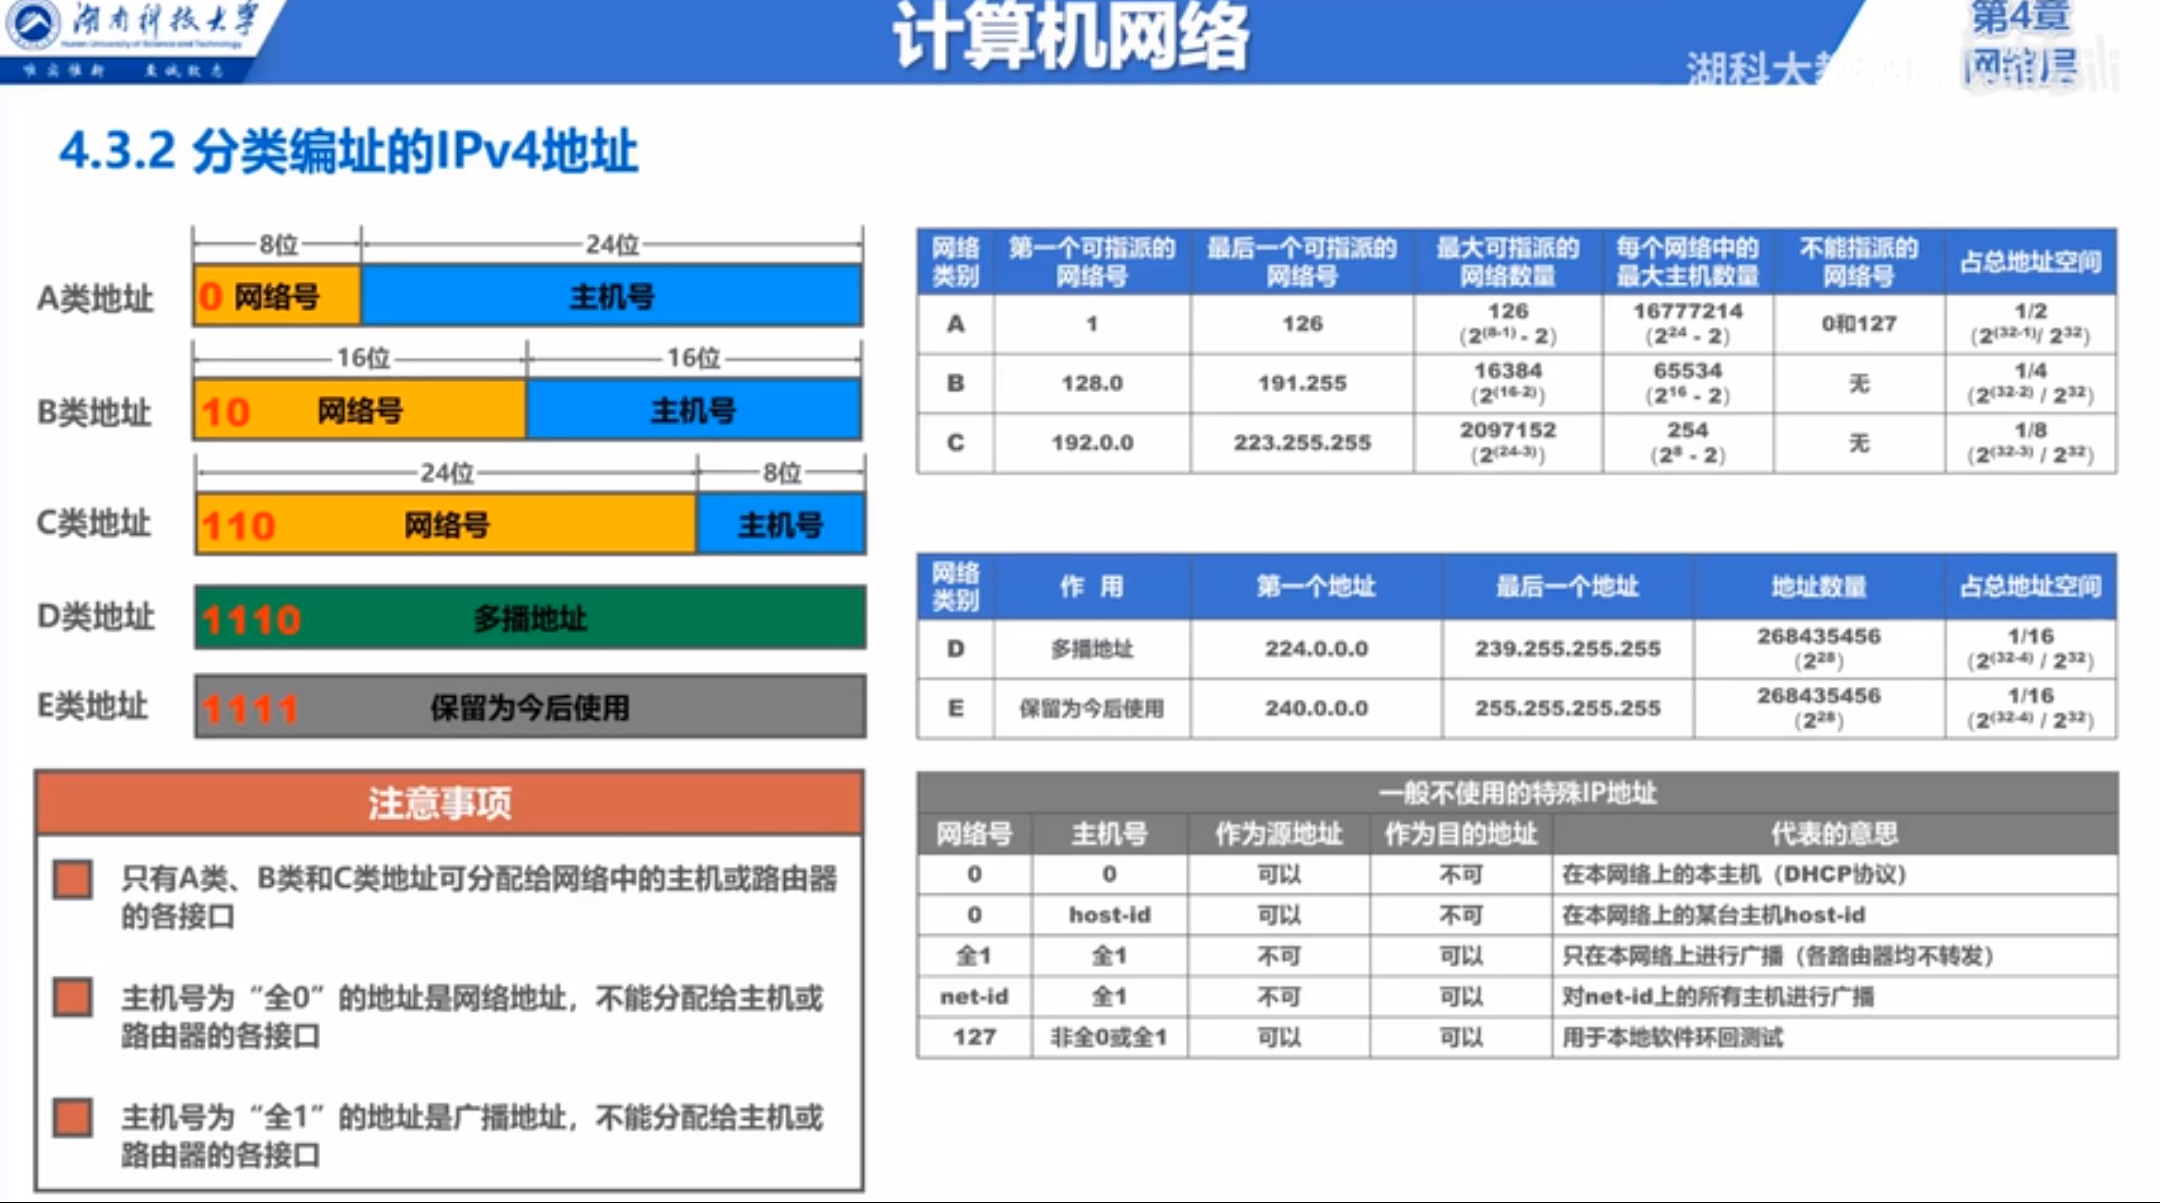 湖南科技大学
Hunan University of Science and Technology
唯实惟新 至诚致志
计算机网络
第4章
网络层
湖科大教
4.3.2 分类编址的IPv4地址
8位 24位
A类地址 0 网络号 主机号
16位 16位
B类地址 10 网络号 主机号
24位 8位
C类地址 110 网络号 主机号
D类地址 1110 多播地址
E类地址 1111 保留为今后使用
注意事项
只有A类、B类和C类地址可分配给网络中的主机或路由器
的各接口
主机号为“全0”的地址是网络地址，不能分配给主机或
路由器的各接口
主机号为“全1”的地址是广播地址，不能分配给主机或
路由器的各接口
网络类别 第一个可指派的网络号 最后一个可指派的网络号 最大可指派的网络数量 每个网络中的最大主机数量 不能指派的网络号 占总地址空间
A 1 126 126 16777214 0和127 1/2
(2^(8-1) - 2) (2^24 - 2) (2^(32-1)/ 2^32)
B 128.0 191.255 16384 65534 无 1/4
(2^(16-2)) (2^16 - 2) (2^(32-2) / 2^32)
C 192.0.0 223.255.255 2097152 254 无 1/8
(2^(24-3)) (2^8 - 2) (2^(32-3) / 2^32)
网络类别 作 用 第一个地址 最后一个地址 地址数量 占总地址空间
D 多播地址 224.0.0.0 239.255.255.255 268435456 1/16
(2^28) (2^(32-4) / 2^32)
E 保留为今后使用 240.0.0.0 255.255.255.255 268435456 1/16
(2^28) (2^(32-4) / 2^32)
一般不使用的特殊IP地址
网络号 主机号 作为源地址 作为目的地址 代表的意思
0 0 可以 不可 在本网络上的本主机（DHCP协议）
0 host-id 可以 不可 在本网络上的某台主机host-id
全1 全1 不可 可以 只在本网络上进行广播（各路由器均不转发）
net-id 全1 不可 可以 对net-id上的所有主机进行广播
127 非全0或全1 可以 可以 用于本地软件环回测试